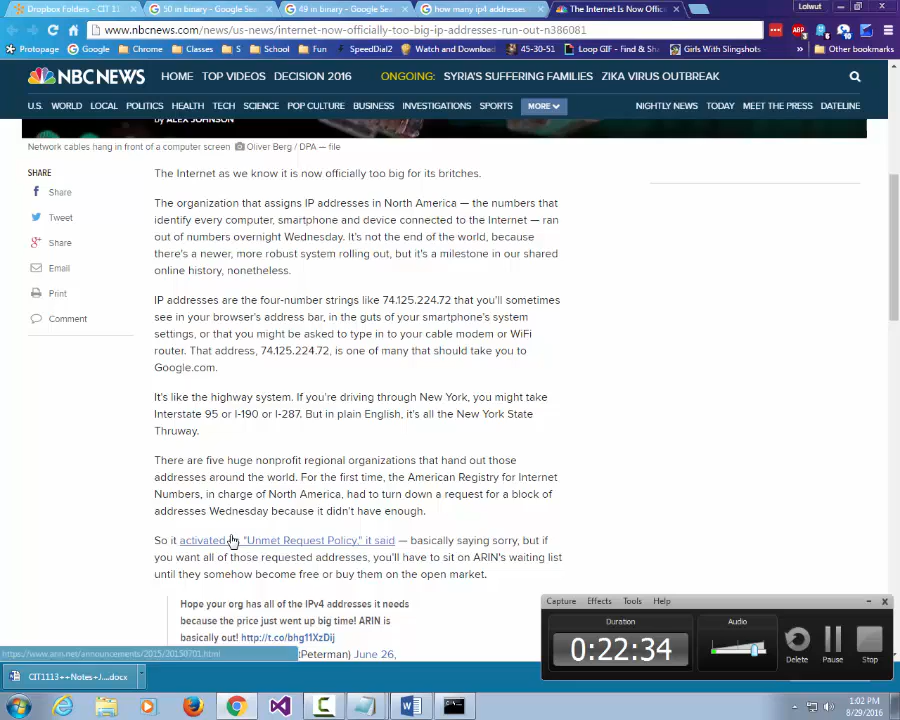 Dropbox Folders - CIT 11
50 in binary - Google Sea
49 in binary - Google Sea
how many ip4 addresses
The Internet Is Now Offic
Lolwut
www.nbcnews.com/news/us-news/internet-now-officially-too-big-ip-addresses-run-out-n386081
Protopage
Google
Chrome
Classes
S
School
Fun
SpeedDial2
Watch and Download
45-30-51
Loop GIF - Find & Sha
Girls With Slingshots
Other bookmarks
NBCNEWS HOME TOP VIDEOS DECISION 2016 ONGOING: SYRIA'S SUFFERING FAMILIES ZIKA VIRUS OUTBREAK
U.S. WORLD LOCAL POLITICS HEALTH TECH SCIENCE POP CULTURE BUSINESS INVESTIGATIONS SPORTS MORE NIGHTLY NEWS TODAY MEET THE PRESS DATELINE
by ALEX JOHNSON
Network cables hang in front of a computer screen Oliver Berg / DPA — file
SHARE
Share
Tweet
Share
Email
Print
Comment
The Internet as we know it is now officially too big for its britches.
The organization that assigns IP addresses in North America — the numbers that
identify every computer, smartphone and device connected to the Internet — ran
out of numbers overnight Wednesday. It's not the end of the world, because
there's a newer, more robust system rolling out, but it's a milestone in our shared
online history, nonetheless.
IP addresses are the four-number strings like 74.125.224.72 that you'll sometimes
see in your browser's address bar, in the guts of your smartphone's system
settings, or that you might be asked to type in to your cable modem or WiFi
router. That address, 74.125.224.72, is one of many that should take you to
Google.com.
It's like the highway system. If you're driving through New York, you might take
Interstate 95 or I-190 or I-287. But in plain English, it's all the New York State
Thruway.
There are five huge nonprofit regional organizations that hand out those
addresses around the world. For the first time, the American Registry for Internet
Numbers, in charge of North America, had to turn down a request for a block of
addresses Wednesday because it didn't have enough.
So it activated "Unmet Request Policy," it said — basically saying sorry, but if
you want all of those requested addresses, you'll have to sit on ARIN's waiting list
until they somehow become free or buy them on the open market.
Hope your org has all of the IPv4 addresses it needs
because the price just went up big time! ARIN is
basically out! http://t.co/bhg11XzDij
tPeterman) June 26,
https://www.arin.net/announcements/2015/20150701.html
Capture Effects Tools Help
Duration
0:22:34
Audio
Delete
Pause
Stop
CIT1113++Notes+J....docx
1:02 PM
8/29/2016